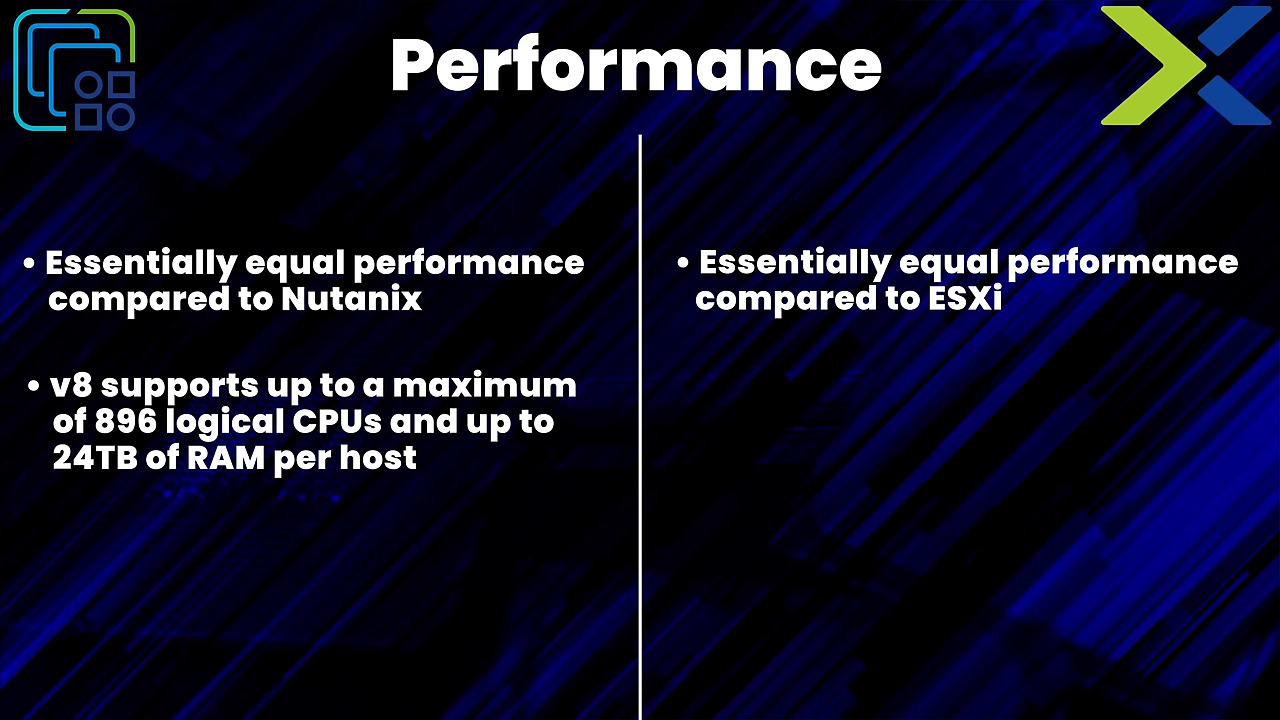 Performance
• Essentially equal performance
compared to Nutanix
• v8 supports up to a maximum
of 896 logical CPUs and up to
24TB of RAM per host
• Essentially equal performance
compared to ESXi